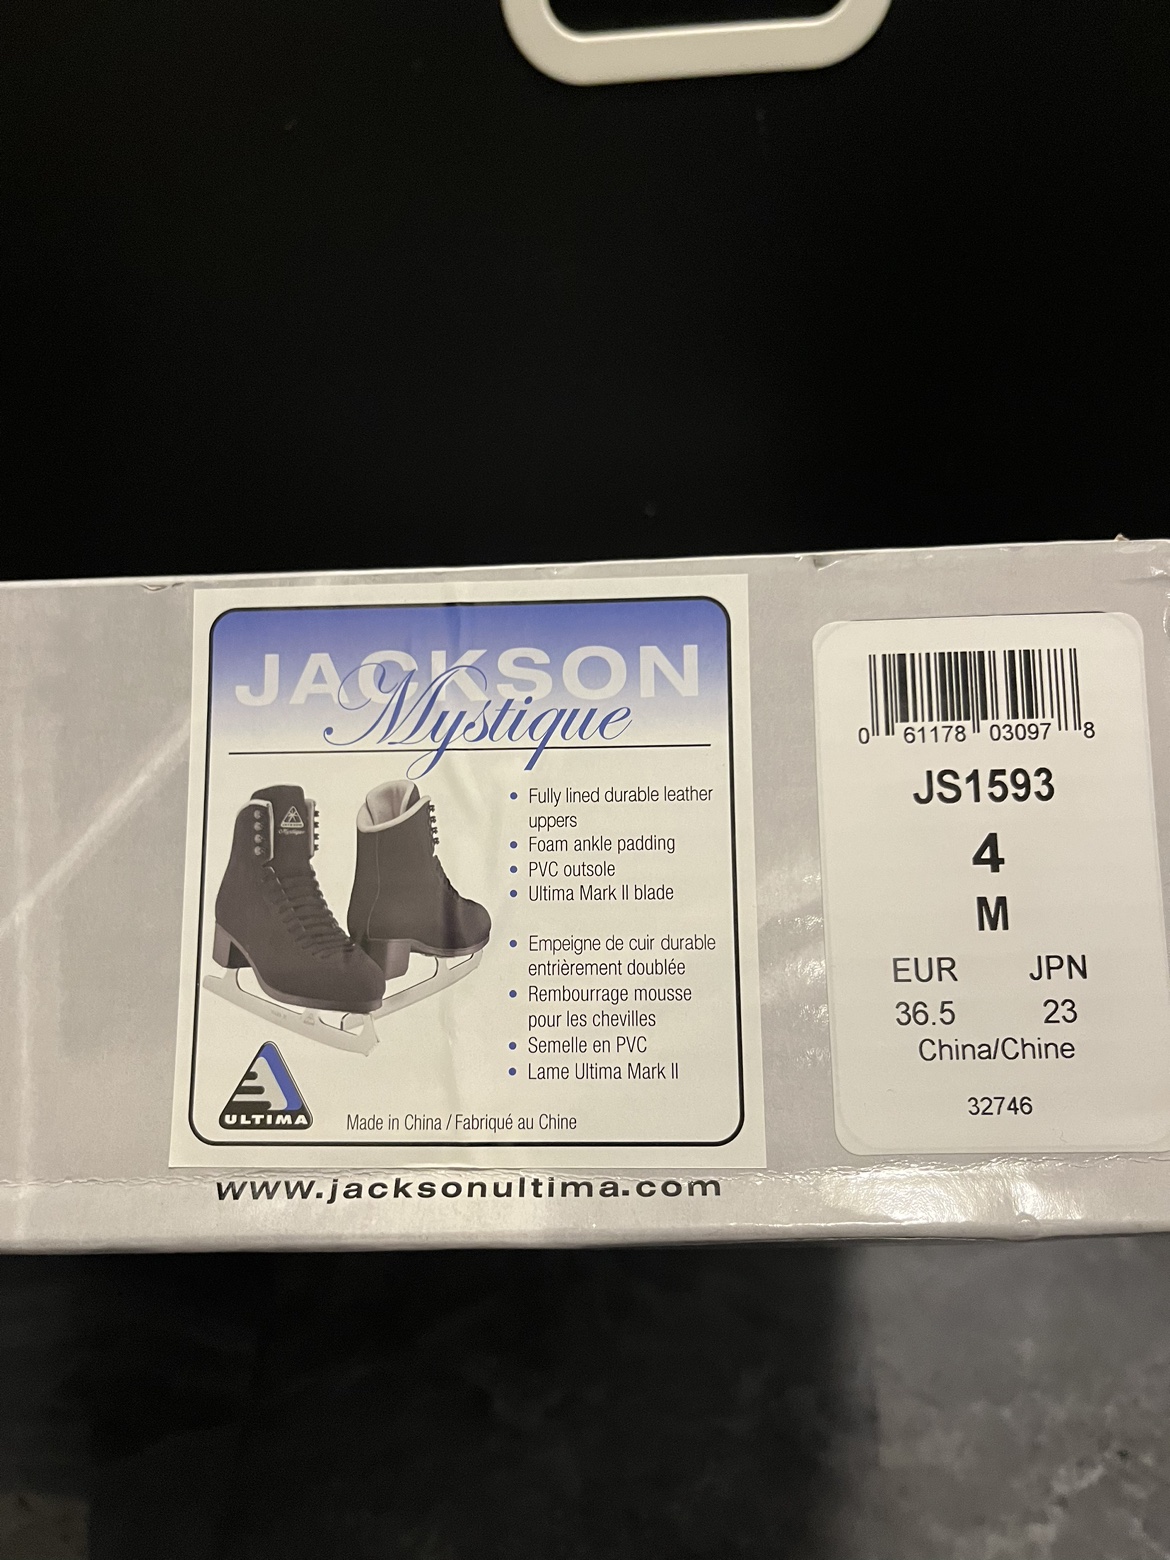 JACKSON
Mystique
• Fully lined durable leather
uppers
• Foam ankle padding
• PVC outsole
• Ultima Mark II blade
• Empeigne de cuir durable
entrièrement doublée
• Rembourrage mousse
pour les chevilles
• Semelle en PVC
• Lame Ultima Mark II
ULTIMA
Made in China / Fabriqué au Chine
www.jacksonultima.com
0 61178 03097 8
JS1593
4
M
EUR JPN
36.5 23
China/Chine
32746